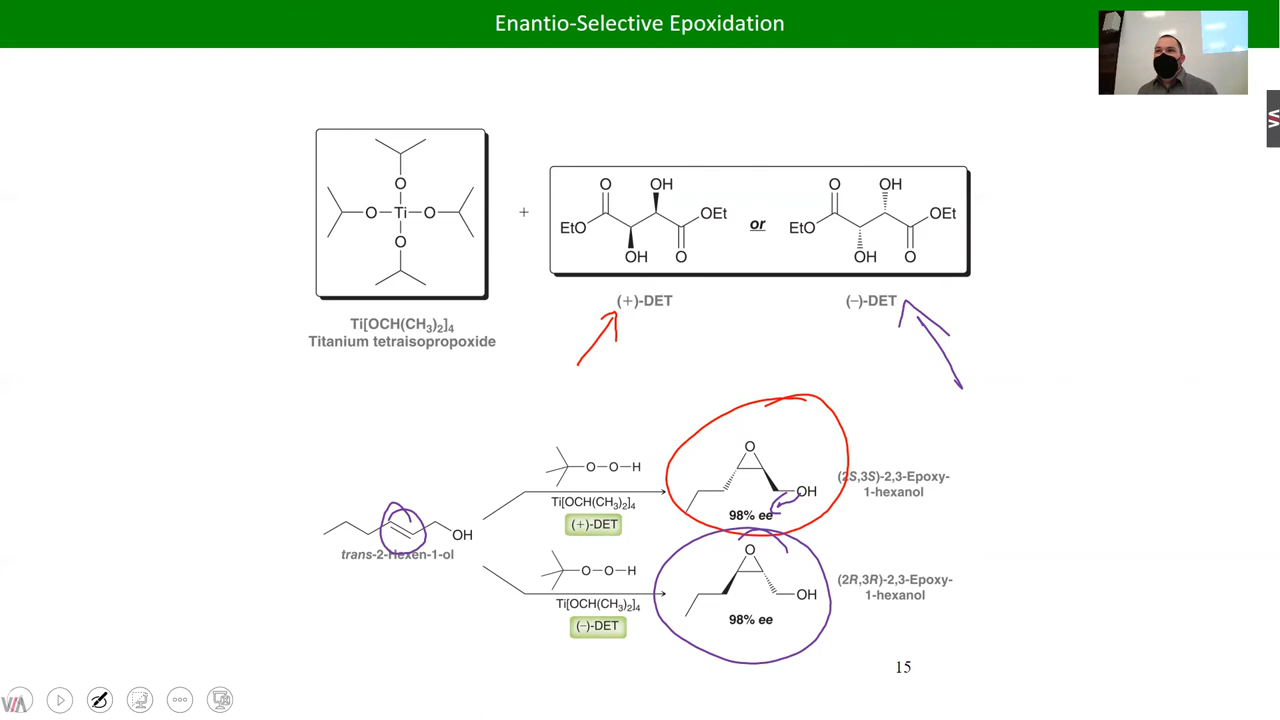 Enantio-Selective Epoxidation
O
O
Ti
O
O
Ti[OCH(CH3)2]4
Titanium tetraisopropoxide
+
O
OH
EtO
OEt
OH
O
(+)-DET
or
O
OH
EtO
OEt
OH
O
(–)-DET
trans-2-Hexen-1-ol
OH
O–O–H
Ti[OCH(CH3)2]4
(+)-DET
O
OH
98% ee
(2S,3S)-2,3-Epoxy-
1-hexanol
O–O–H
Ti[OCH(CH3)2]4
(–)-DET
O
OH
98% ee
(2R,3R)-2,3-Epoxy-
1-hexanol
15